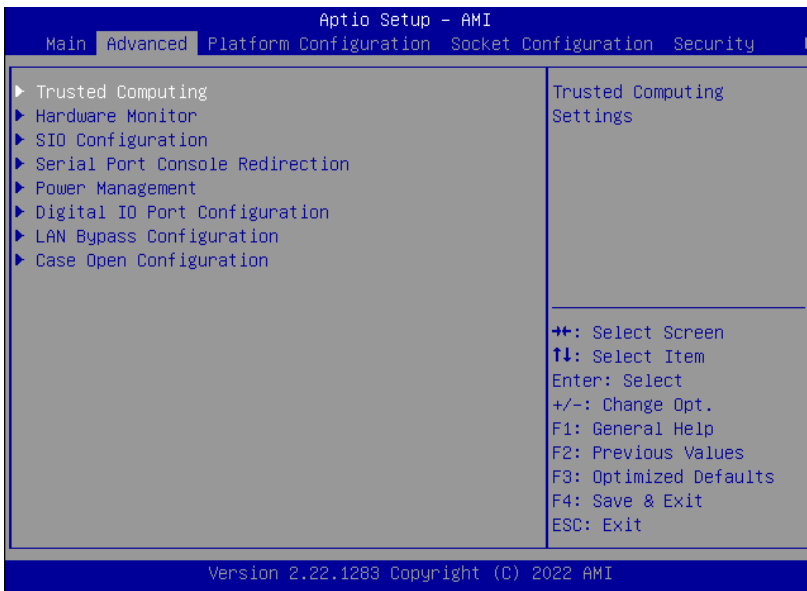 Aptio Setup – AMI
Main Advanced Platform Configuration Socket Configuration Security
Trusted Computing
Hardware Monitor
SIO Configuration
Serial Port Console Redirection
Power Management
Digital IO Port Configuration
LAN Bypass Configuration
Case Open Configuration
Trusted Computing
Settings
→←: Select Screen
↑↓: Select Item
Enter: Select
+/-: Change Opt.
F1: General Help
F2: Previous Values
F3: Optimized Defaults
F4: Save & Exit
ESC: Exit
Version 2.22.1283 Copyright (C) 2022 AMI